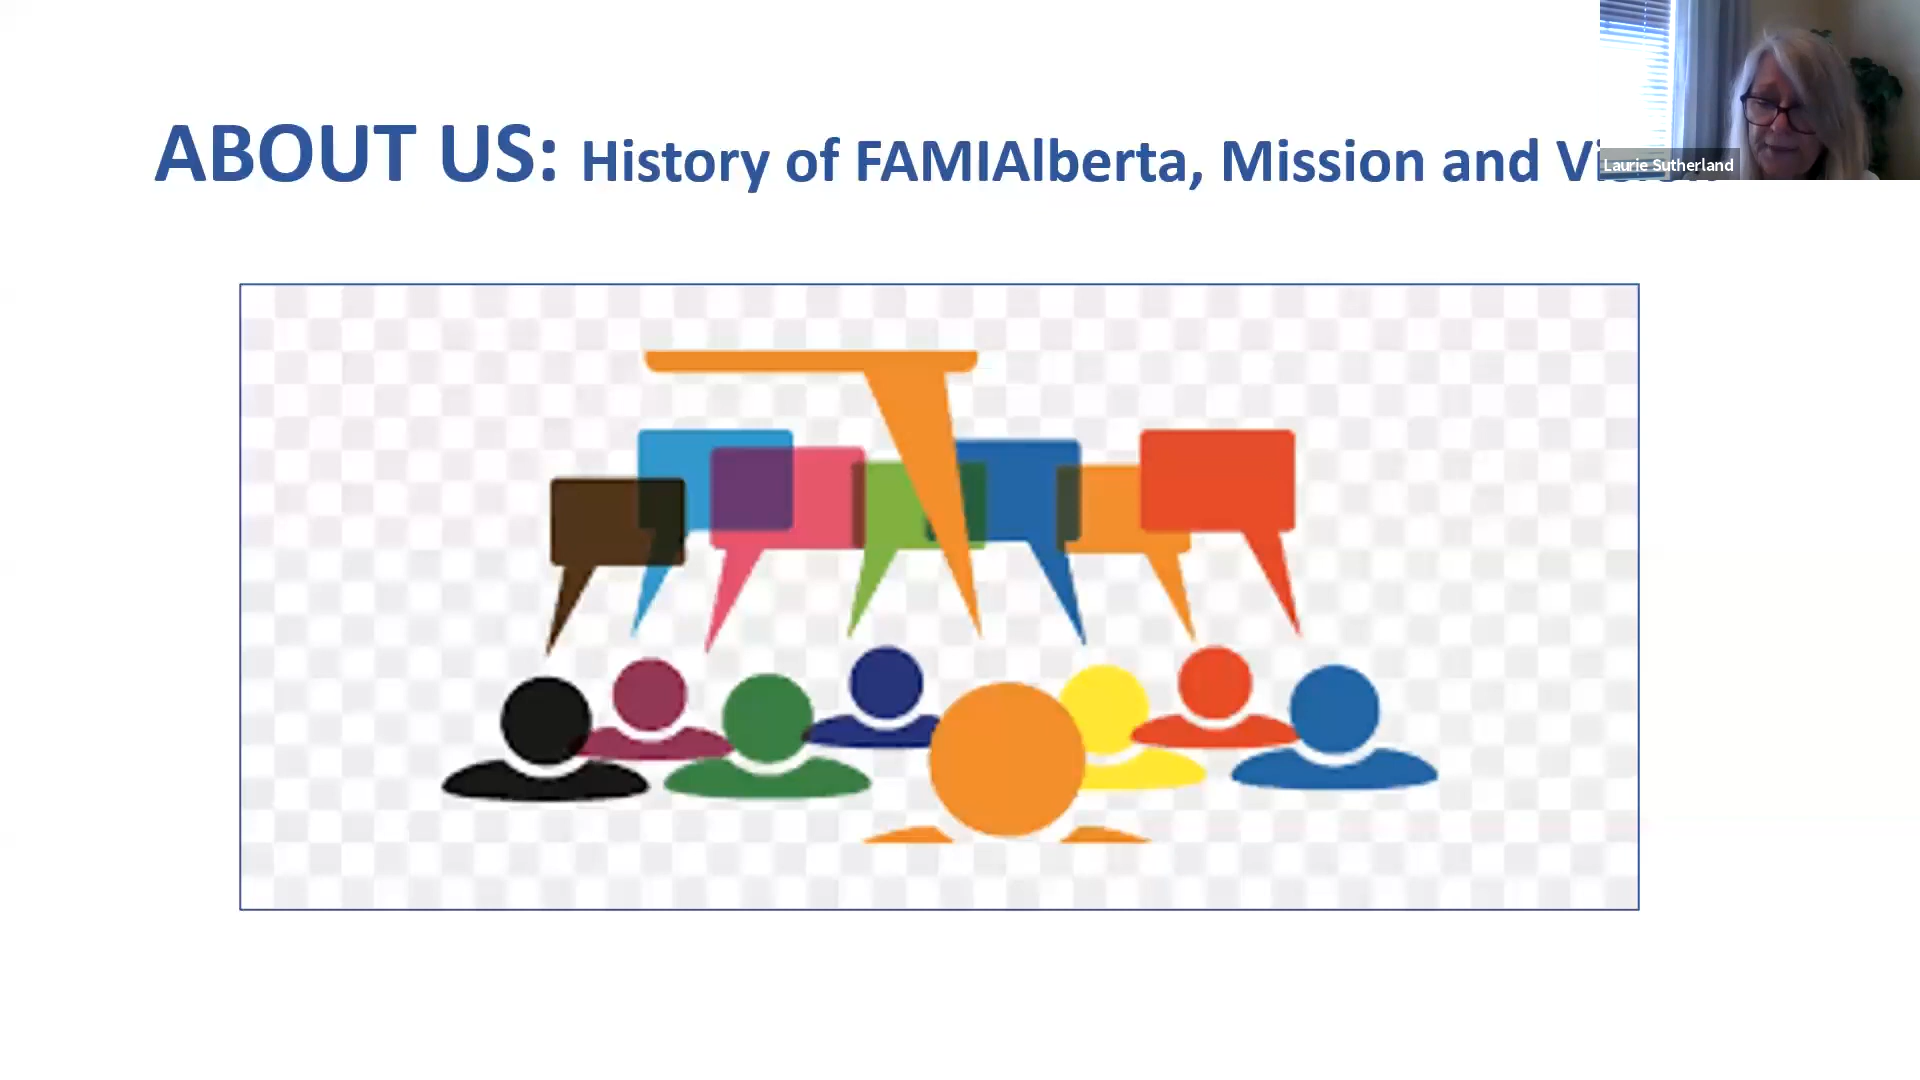 ABOUT US: History of FAMIAlberta, Mission and
Laurie Sutherland